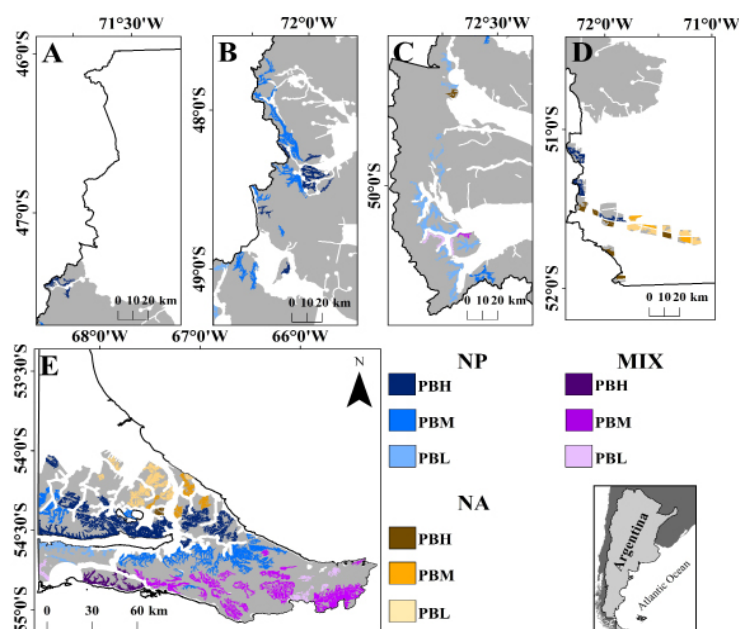 71°30'W
72°0'W
72°30'W
72°0'W 71°0'W
46°0'S
A
B
C
D
48°0'S
51°0'S
47°0'S
50°0'S
49°0'S
52°0'S
0 10 20 km
0 10 20 km
0 10 20 km
0 10 20 km
68°0'W 67°0'W 66°0'W
53°30'S
E
N
54°0'S
54°30'S
55°0'S
0 30 60 km
NP
PBH
PBM
PBL
MIX
PBH
PBM
PBL
NA
PBH
PBM
PBL
Argentina
Atlantic Ocean